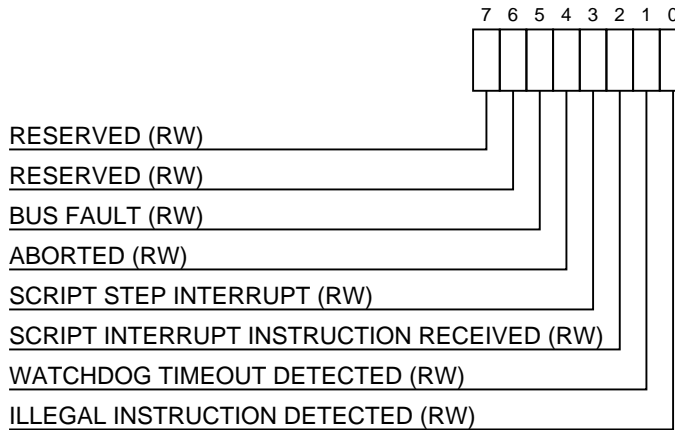 7 6 5 4 3 2 1 0
RESERVED (RW)
RESERVED (RW)
BUS FAULT (RW)
ABORTED (RW)
SCRIPT STEP INTERRUPT (RW)
SCRIPT INTERRUPT INSTRUCTION RECEIVED (RW)
WATCHDOG TIMEOUT DETECTED (RW)
ILLEGAL INSTRUCTION DETECTED (RW)